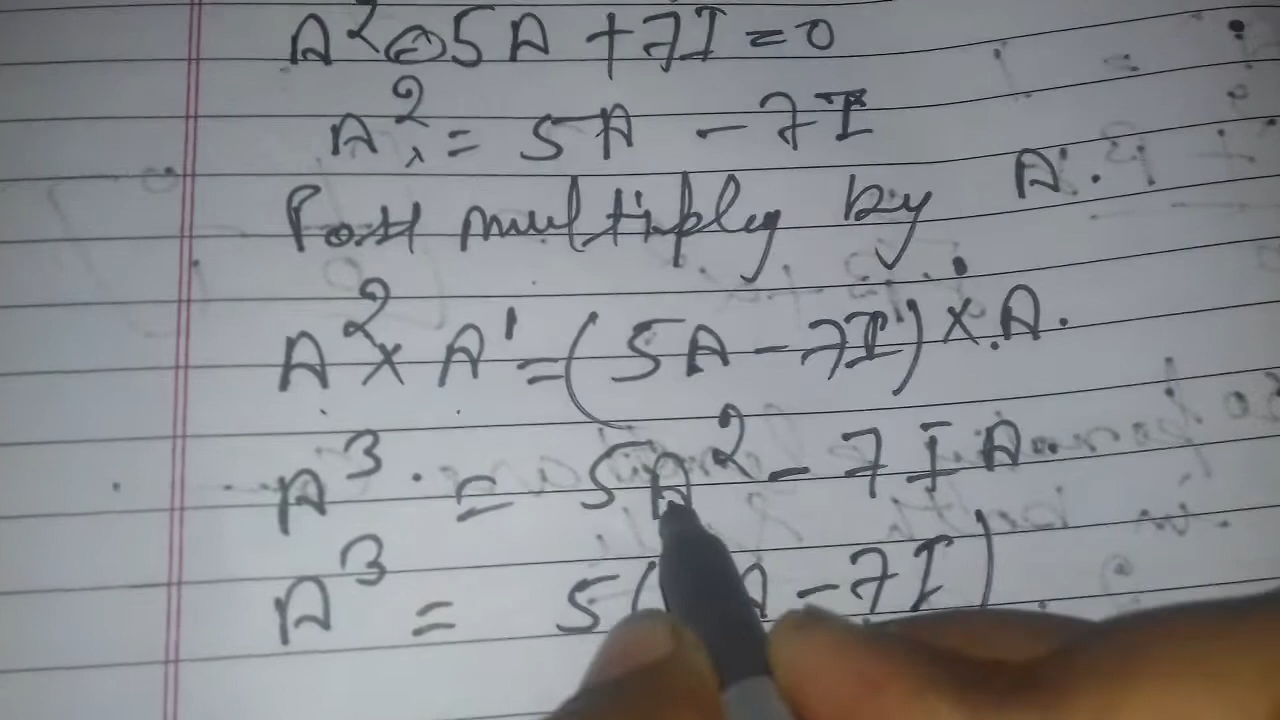 A² - 5A + 7I = 0
A² = 5A - 7I
Post multiply by A.
A² x A¹ = (5A - 7I) x A.
A³ = 5A² - 7IA
A³ = 5( A - 7I)